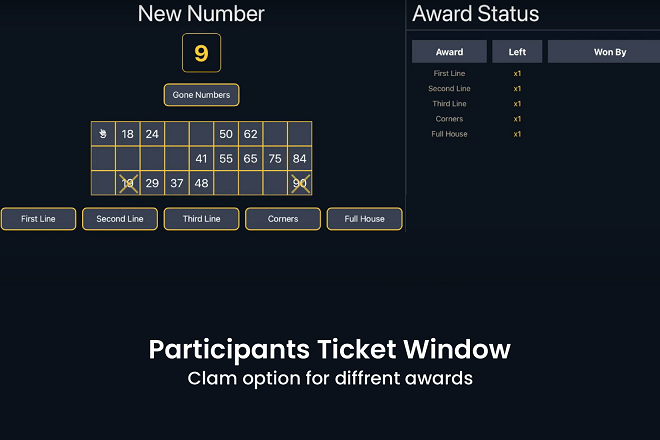 New Number
9
Gone Numbers
9 18 24 50 62
41 55 65 75 84
19 29 37 48 90
First Line Second Line Third Line Corners Full House
Award Status
Award Left Won By
First Line x1
Second Line x1
Third Line x1
Corners x1
Full House x1
Participants Ticket Window
Clam option for diffrent awards